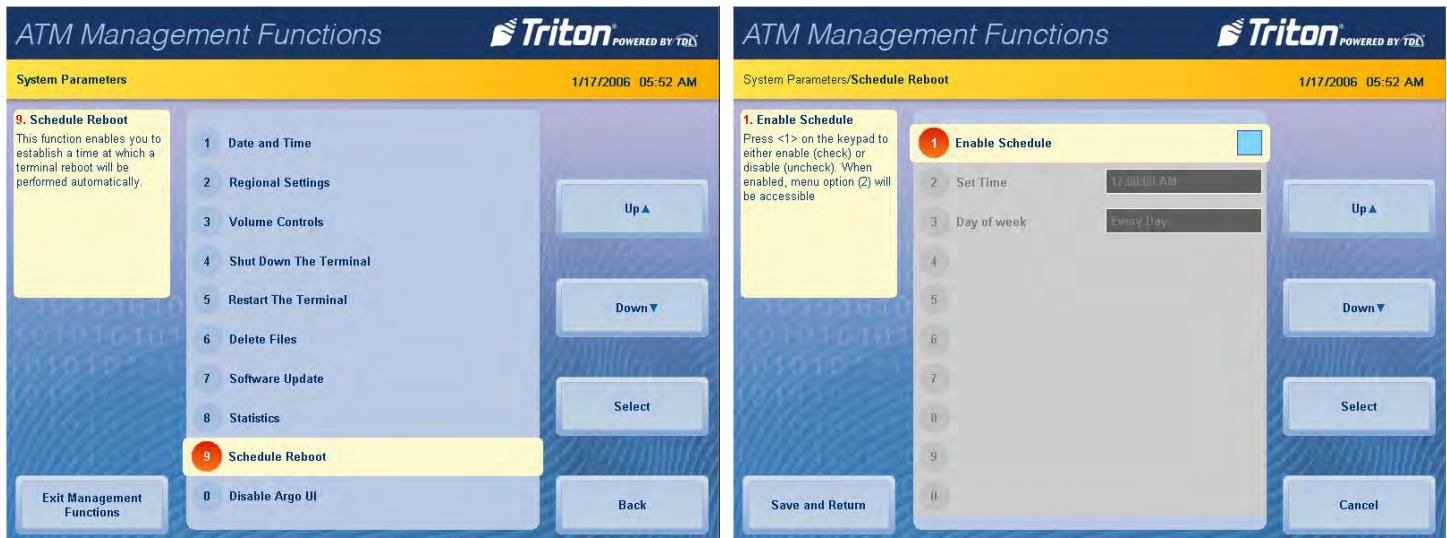 ATM Management Functions
Triton POWERED BY TDL
System Parameters
1/17/2006 05:52 AM
9. Schedule Reboot
This function enables you to
establish a time at which a
terminal reboot will be
performed automatically.
1 Date and Time
2 Regional Settings
3 Volume Controls
4 Shut Down The Terminal
5 Restart The Terminal
6 Delete Files
7 Software Update
8 Statistics
9 Schedule Reboot
0 Disable Argo UI
Up▲
Down▼
Select
Back
Exit Management
Functions
ATM Management Functions
Triton POWERED BY TDL
System Parameters/Schedule Reboot
1/17/2006 05:52 AM
1. Enable Schedule
Press <1> on the keypad to
either enable (check) or
disable (uncheck). When
enabled, menu option (2) will
be accessible
1 Enable Schedule
2 Set Time 12:00:00 AM
3 Day of week Every Day
4
5
6
7
8
9
0
Up▲
Down▼
Select
Cancel
Save and Return